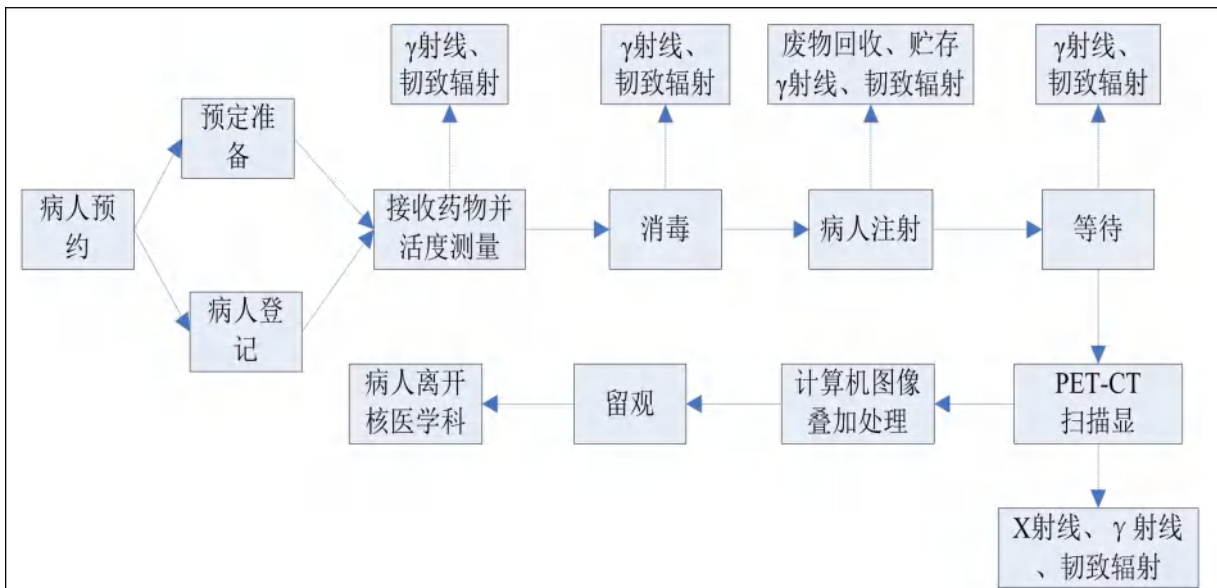 γ射线、
韧致辐射
γ射线、
韧致辐射
废物回收、贮存
γ射线、韧致辐射
γ射线、
韧致辐射
预定准
备
病人预
约
病人登
记
接收药物并
活度测量
消毒
病人注射
等待
PET-CT
扫描显
计算机图像
叠加处理
留观
病人离开
核医学科
X射线、γ 射线
、韧致辐射